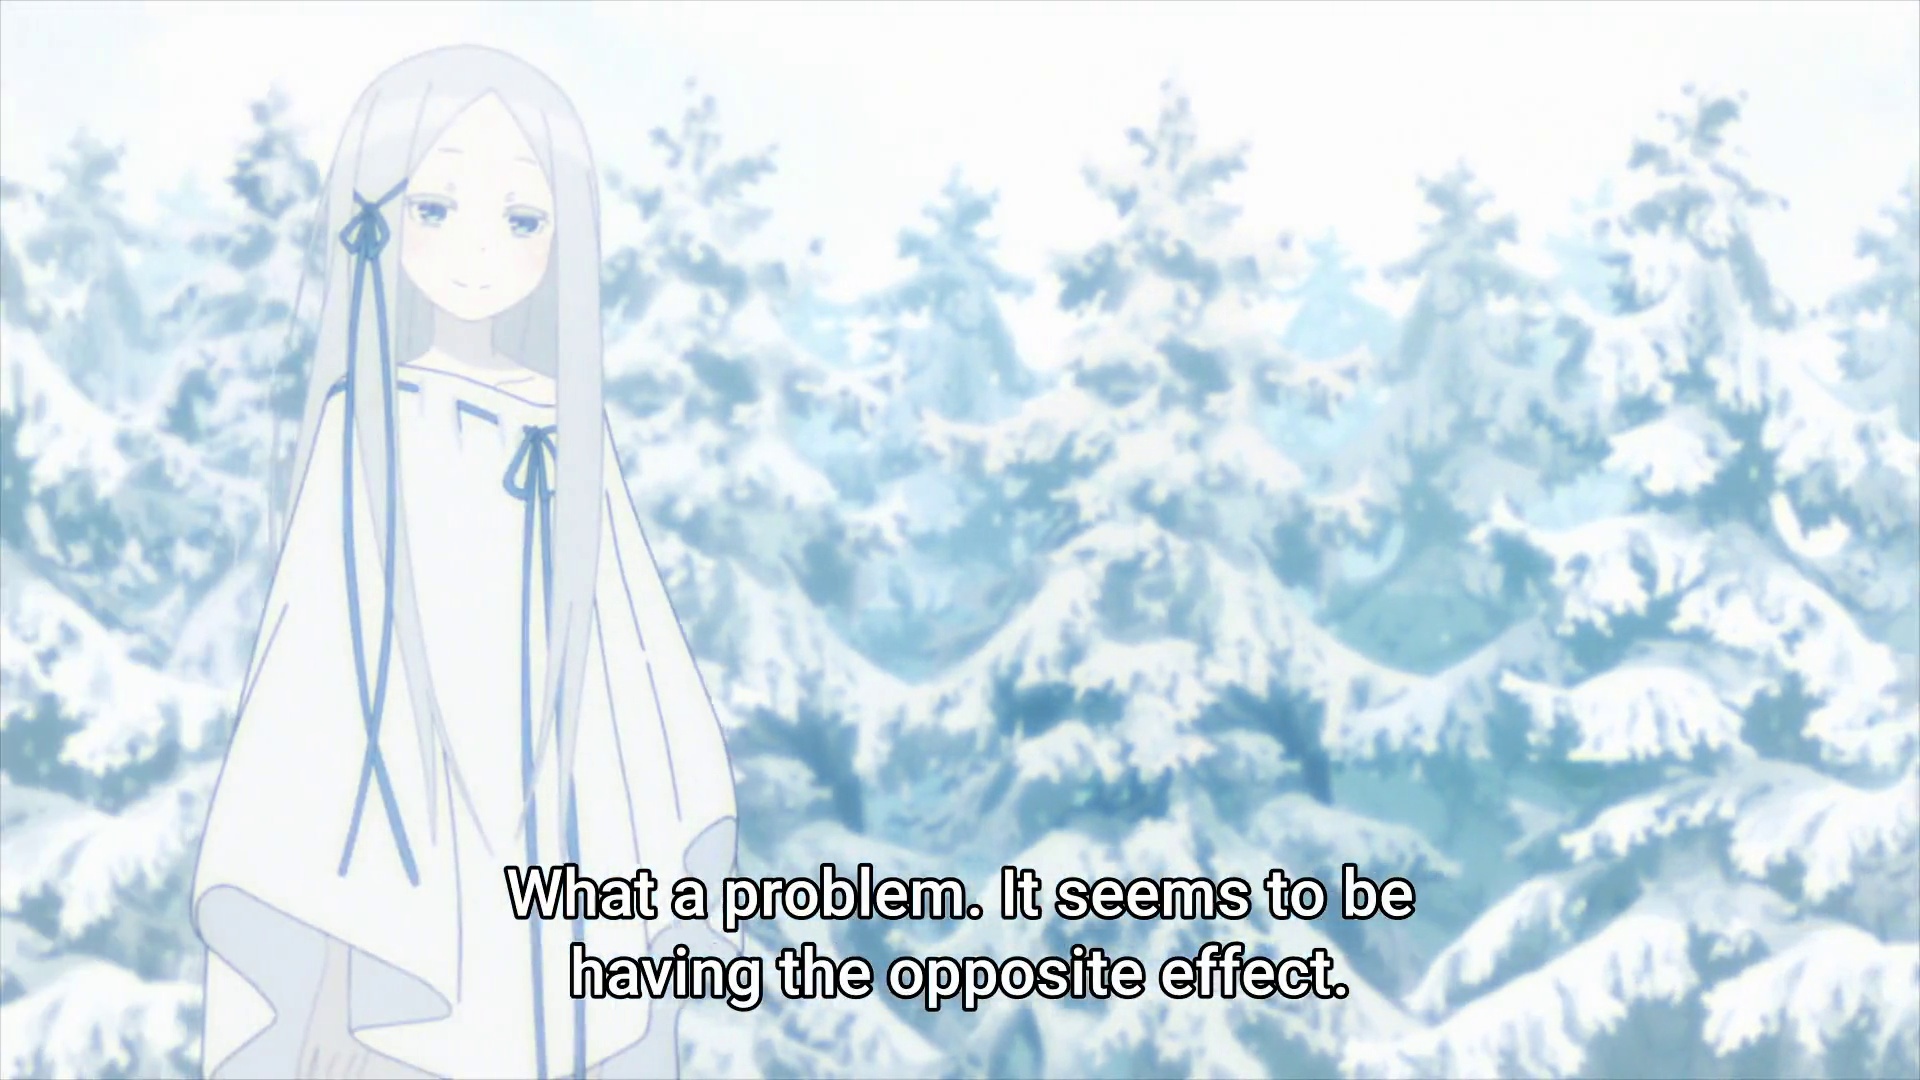 What a problem. It seems to be
having the opposite effect.